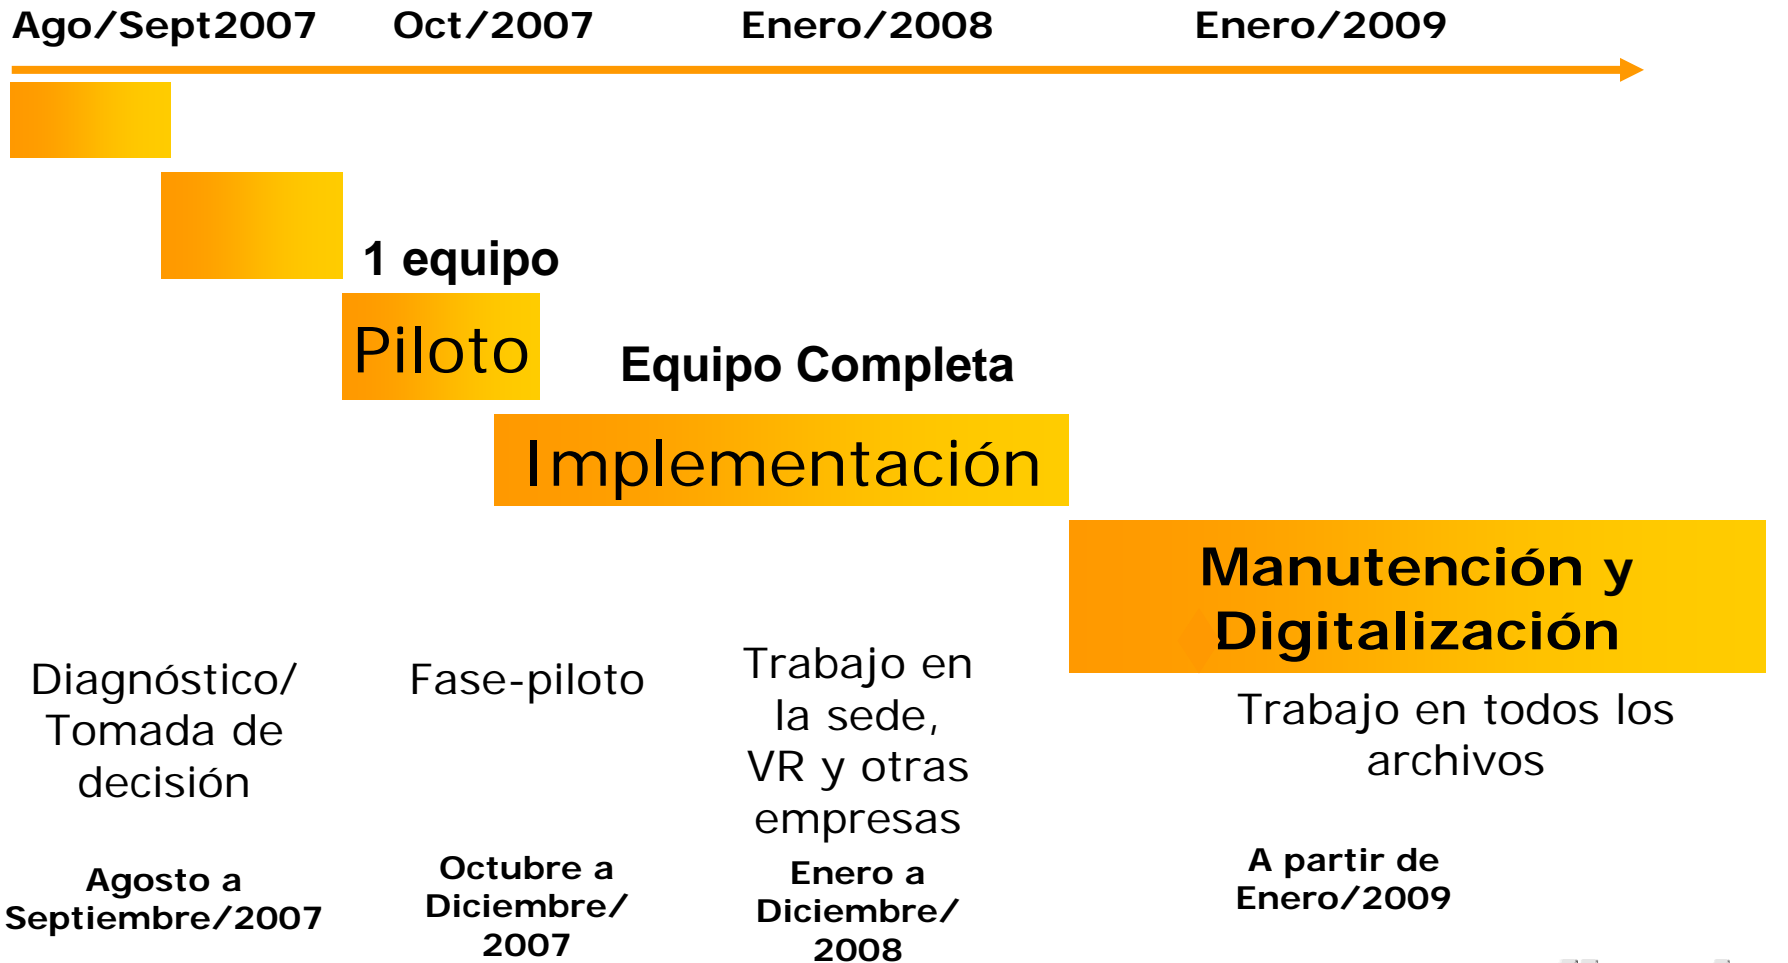 Ago/Sept2007 Oct/2007 Enero/2008 Enero/2009
1 equipo
Piloto
Equipo Completa
Implementación
Manutención y
Digitalización
Diagnóstico/
Tomada de
decisión
Fase-piloto
Trabajo en
la sede,
VR y otras
empresas
Trabajo en todos los
archivos
Agosto a
Septiembre/2007
Octubre a
Diciembre/
2007
Enero a
Diciembre/
2008
A partir de
Enero/2009